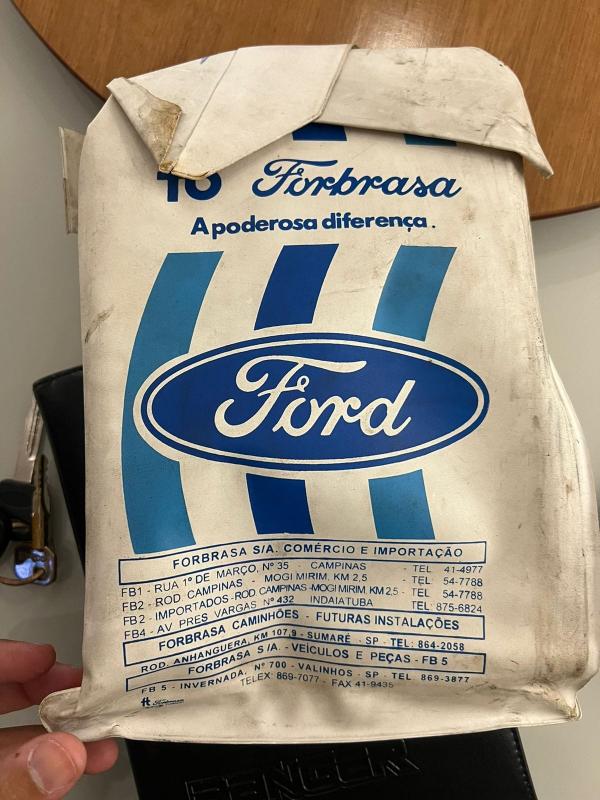 Forbrasa
A poderosa diferença.
Ford
FORBRASA S/A. COMÉRCIO E IMPORTAÇÃO
FB1 - RUA 1º DE MARÇO, Nº 35 - CAMPINAS - TEL 41-4977
FB2 - ROD CAMPINAS - MOGI MIRIM, KM 2,5 - TEL: 54-7788
FB2 - IMPORTADOS -ROD, CAMPINAS -MOGI MIRIM, KM 2,5 - TEL: 54-7788
FB4 - AV PRES VARGAS Nº 432 INDAIATUBA TEL: 875-6824
FORBRASA CAMINHÕES - FUTURAS INSTALAÇÕES
ROD. ANHANGUERA, KM 107,9 - SUMARÉ - SP - TEL: 864-2058
FORBRASA S/A. - VEÍCULOS E PEÇAS - FB 5
FB 5 - INVERNADA, Nº 700 - VALINHOS - SP - TEL 869-3877
TELEX: 869-7077 - FAX 41-9435